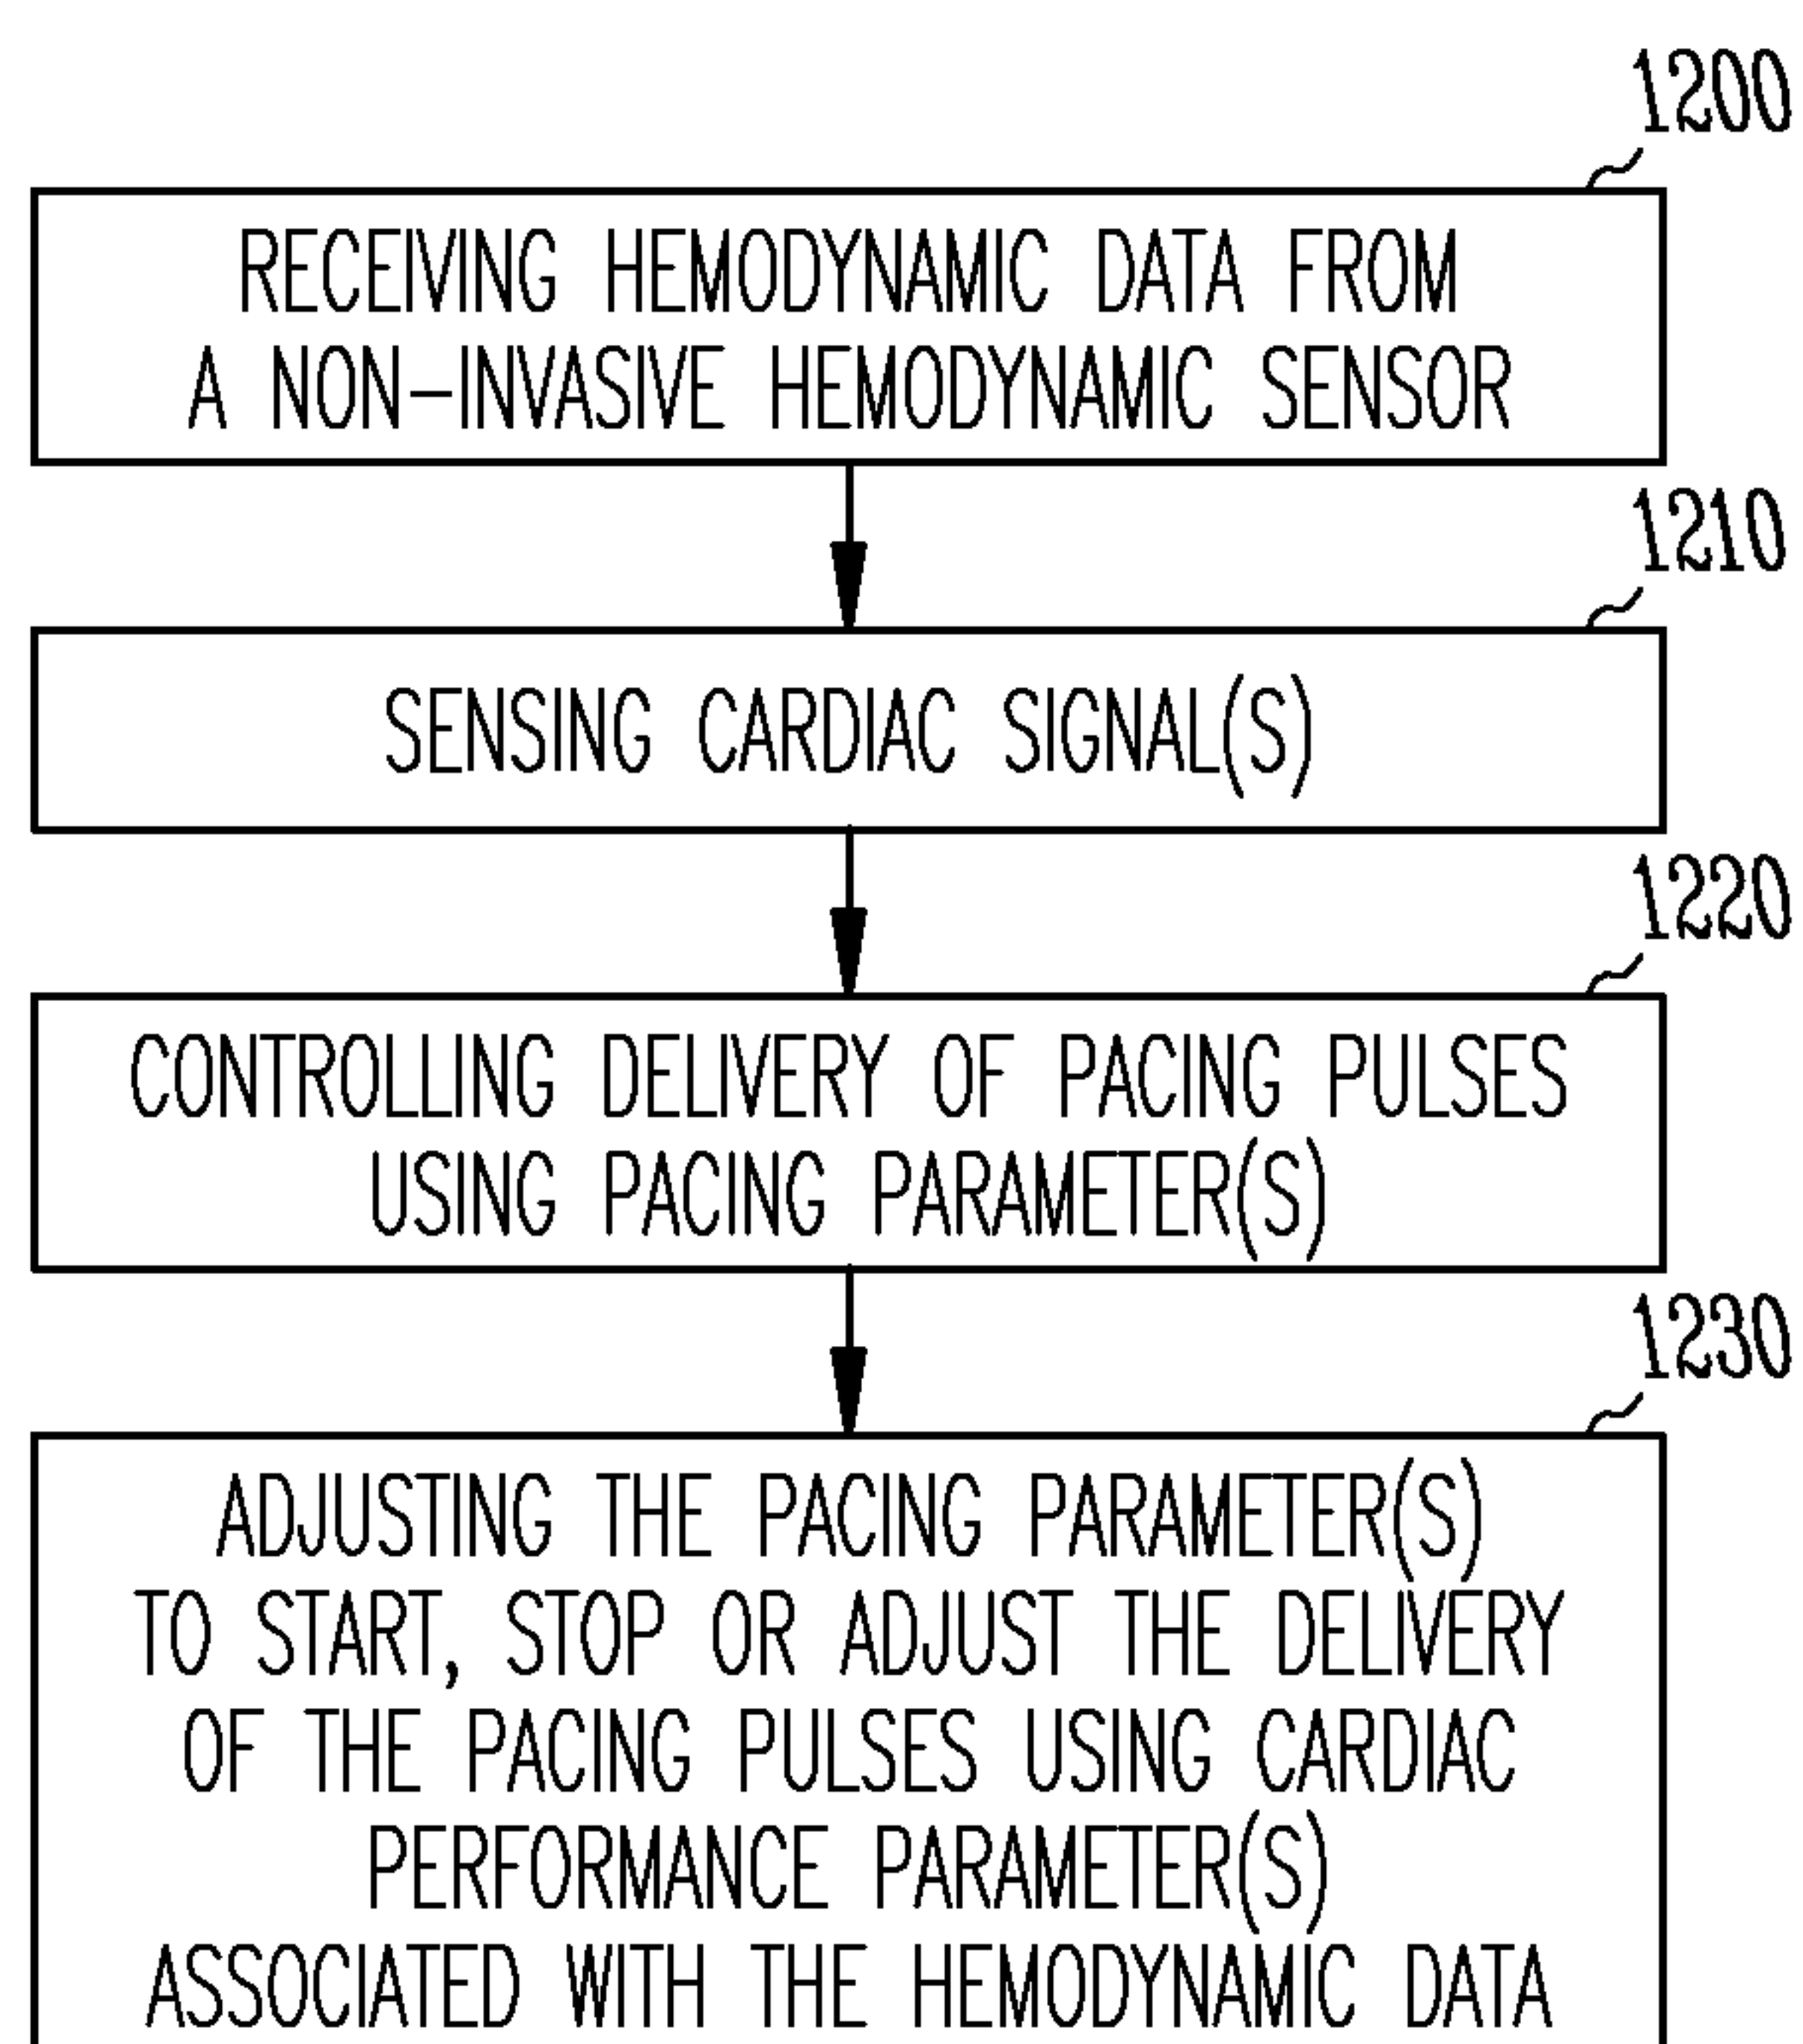 1200
RECEIVING HEMODYNAMIC DATA FROM
A NON-INVASIVE HEMODYNAMIC SENSOR
1210
SENSING CARDIAC SIGNAL(S)
1220
CONTROLLING DELIVERY OF PACING PULSES
USING PACING PARAMETER(S)
1230
ADJUSTING THE PACING PARAMETER(S)
TO START, STOP OR ADJUST THE DELIVERY
OF THE PACING PULSES USING CARDIAC
PERFORMANCE PARAMETER(S)
ASSOCIATED WITH THE HEMODYNAMIC DATA